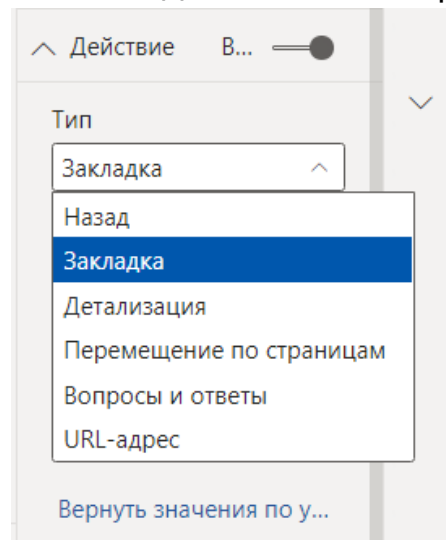 Действие В...
Тип
Закладка
Назад
Закладка
Детализация
Перемещение по страницам
Вопросы и ответы
URL-адрес
Вернуть значения по у...